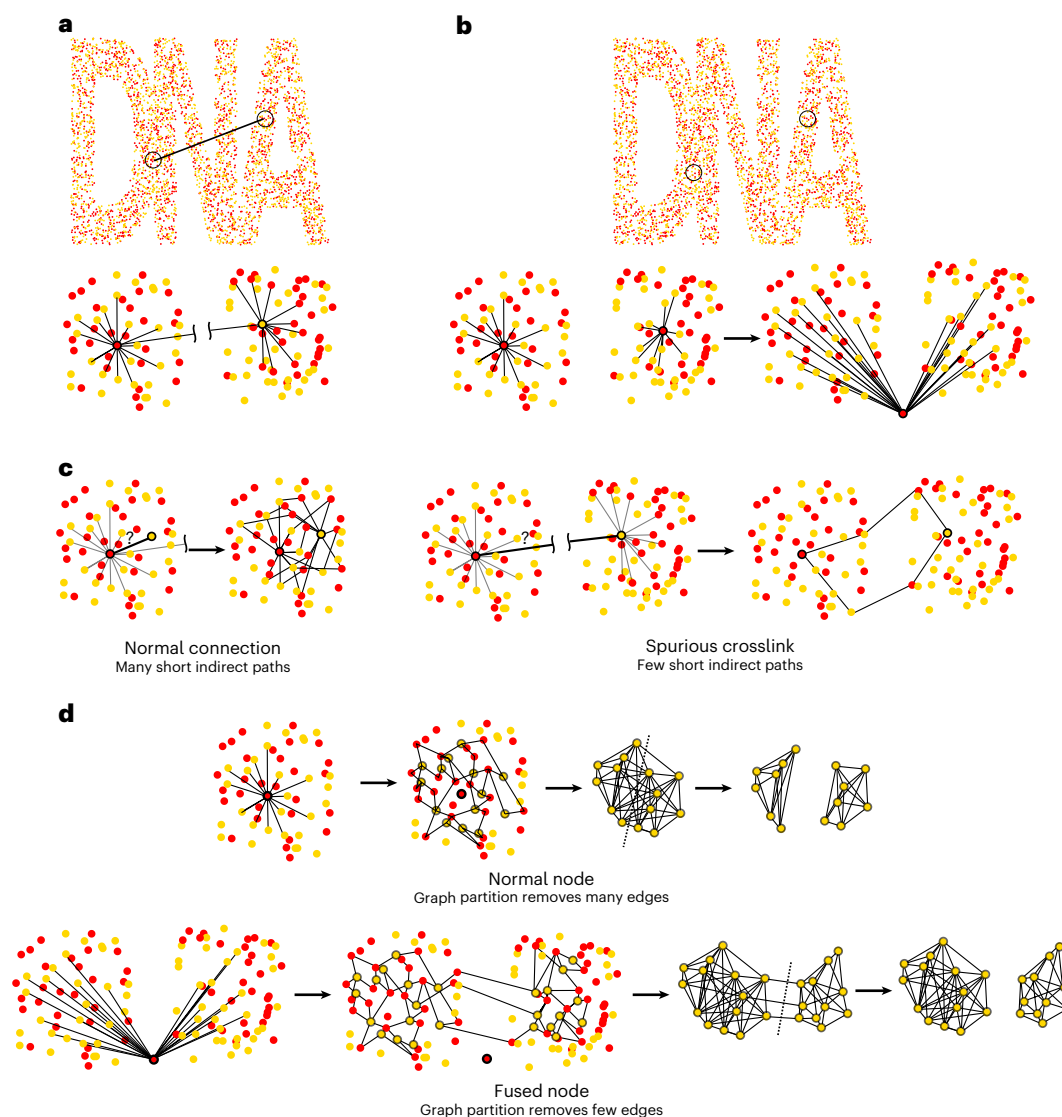 a
b
DNA
DNA
c
?
?
Normal connection
Many short indirect paths
Spurious crosslink
Few short indirect paths
d
Normal node
Graph partition removes many edges
Fused node
Graph partition removes few edges